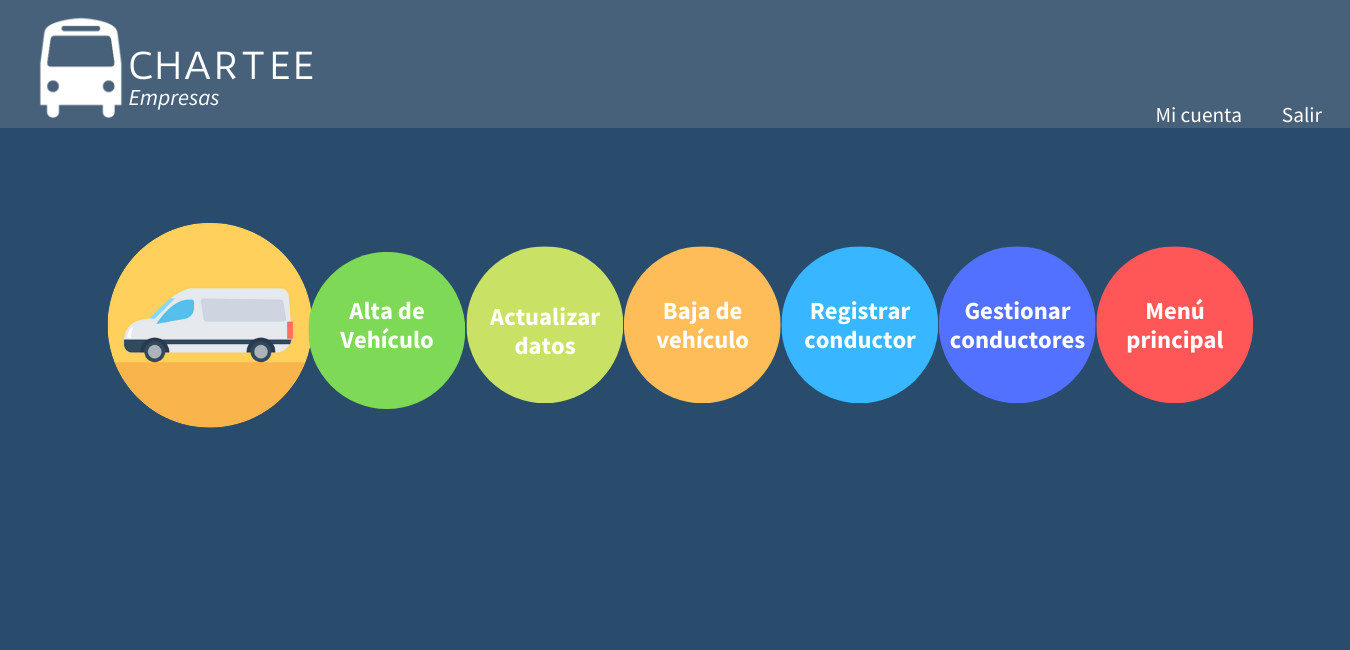 CHARTEE
Empresas
Mi cuenta Salir
Alta de
Vehículo
Actualizar
datos
Baja de
vehículo
Registrar
conductor
Gestionar
conductores
Menú
principal